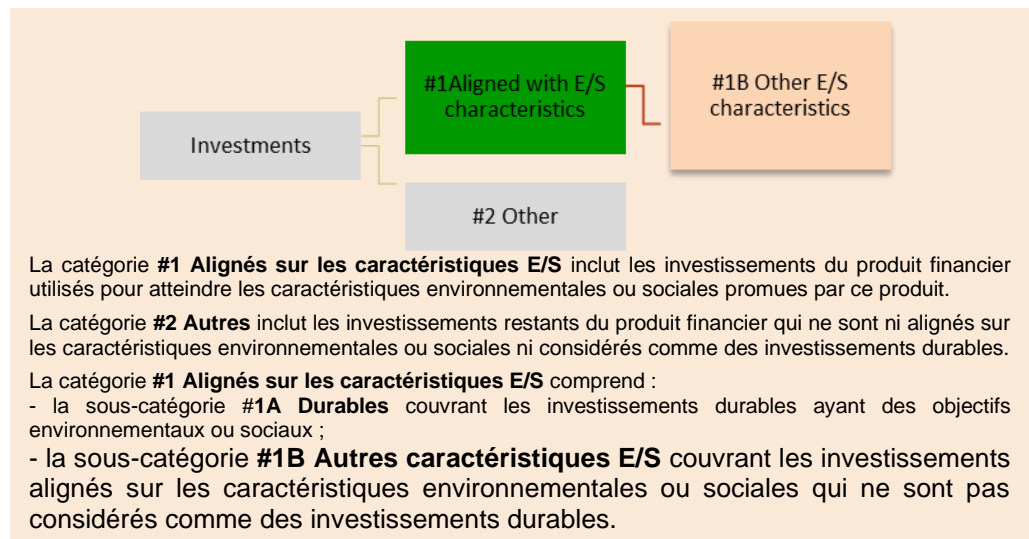 #1Aligned with E/S
characteristics
#1B Other E/S
characteristics
Investments
#2 Other
La catégorie #1 Alignés sur les caractéristiques E/S inclut les investissements du produit financier
utilisés pour atteindre les caractéristiques environnementales ou sociales promues par ce produit.
La catégorie #2 Autres inclut les investissements restants du produit financier qui ne sont ni alignés sur
les caractéristiques environnementales ou sociales ni considérés comme des investissements durables.
La catégorie #1 Alignés sur les caractéristiques E/S comprend :
- la sous-catégorie #1A Durables couvrant les investissements durables ayant des objectifs
environnementaux ou sociaux ;
- la sous-catégorie #1B Autres caractéristiques E/S couvrant les investissements
alignés sur les caractéristiques environnementales ou sociales qui ne sont pas
considérés comme des investissements durables.